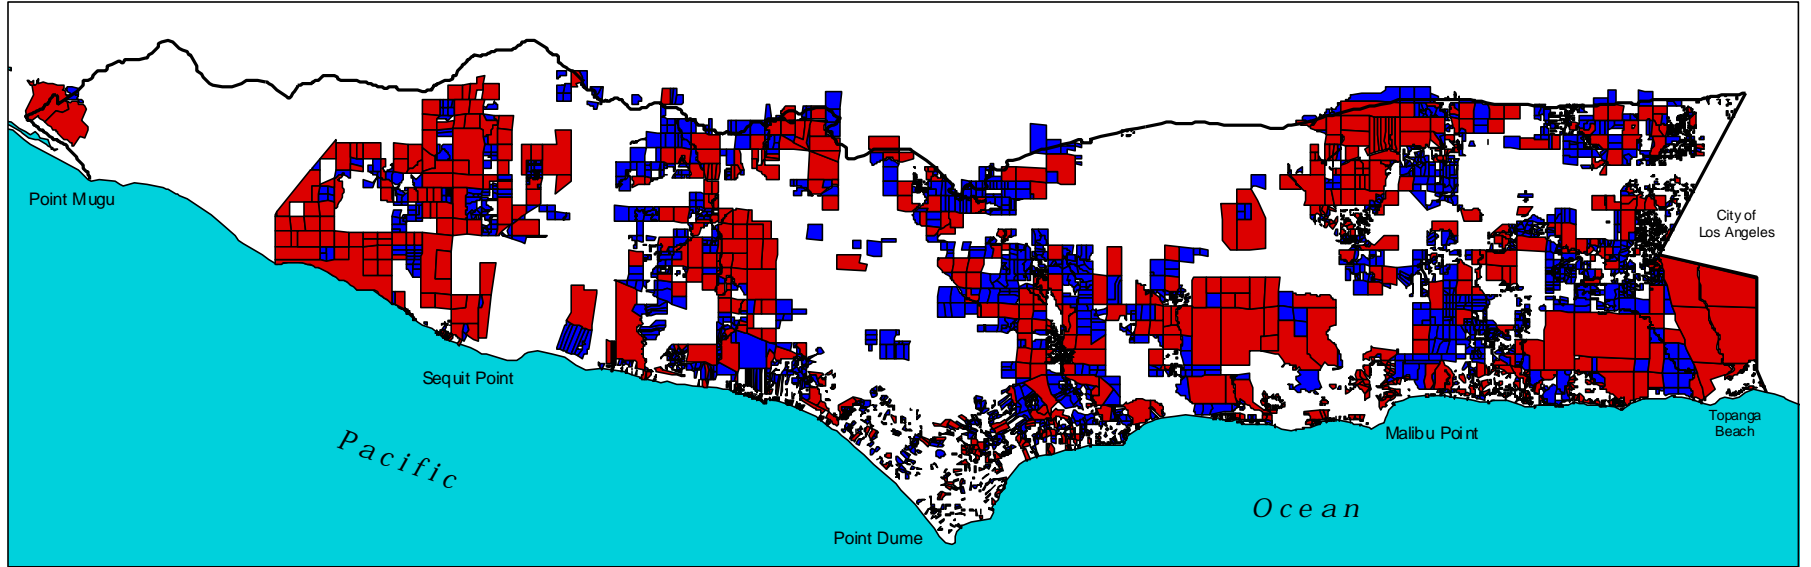 Point Mugu
City of
Los Angeles
Sequit Point
Topanga
Beach
Malibu Point
Pacific
Ocean
Point Dume